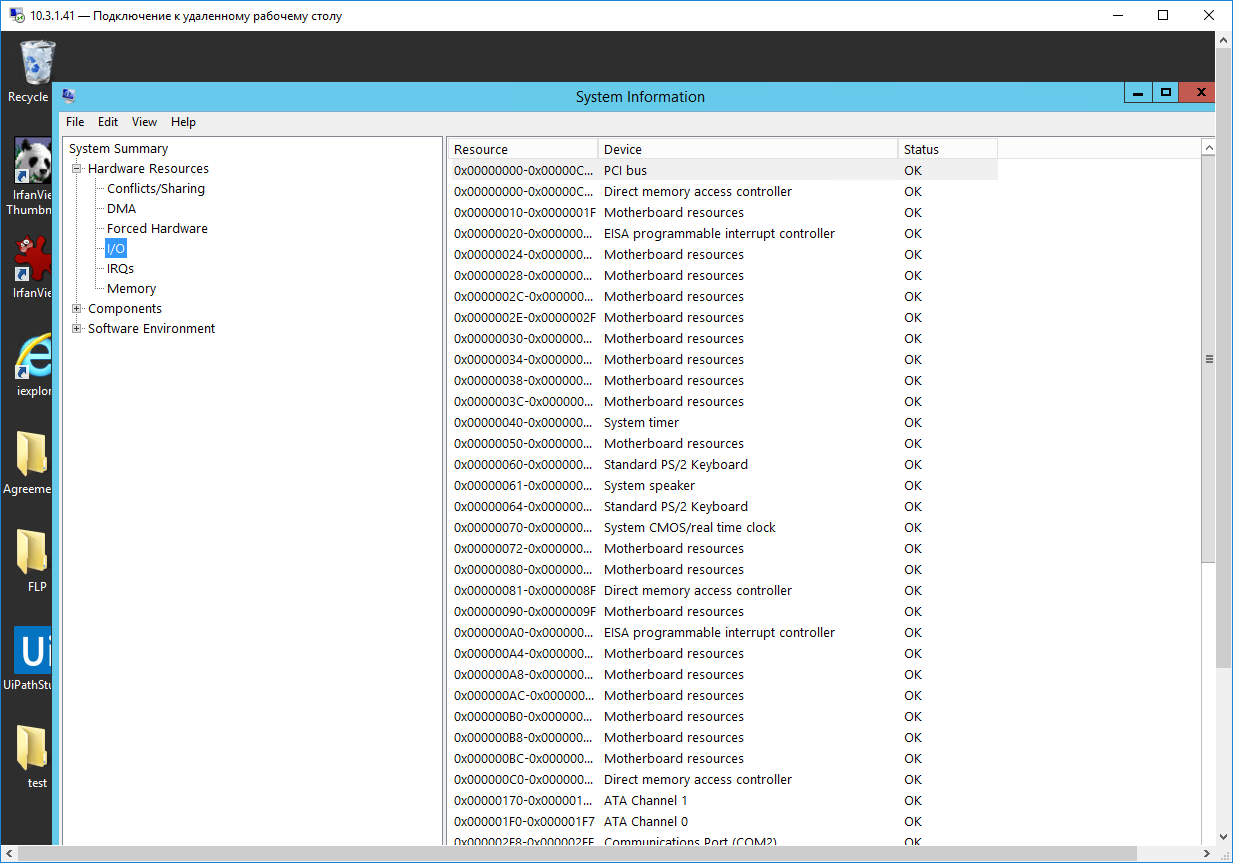 10.3.1.41 — Подключение к удаленному рабочему столу
Recycle
IrfanVie
Thumbn
IrfanVie
iexplor
Agreeme
FLP
Ui
UiPathStu
test
System Information
File Edit View Help
System Summary
Hardware Resources
Conflicts/Sharing
DMA
Forced Hardware
I/O
IRQs
Memory
Components
Software Environment
Resource Device Status
0x00000000-0x00000C... PCI bus OK
0x00000000-0x00000C... Direct memory access controller OK
0x00000010-0x0000001F Motherboard resources OK
0x00000020-0x000000... EISA programmable interrupt controller OK
0x00000024-0x000000... Motherboard resources OK
0x00000028-0x000000... Motherboard resources OK
0x0000002C-0x000000... Motherboard resources OK
0x0000002E-0x0000002F Motherboard resources OK
0x00000030-0x000000... Motherboard resources OK
0x00000034-0x000000... Motherboard resources OK
0x00000038-0x000000... Motherboard resources OK
0x0000003C-0x000000... Motherboard resources OK
0x00000040-0x000000... System timer OK
0x00000050-0x000000... Motherboard resources OK
0x00000060-0x000000... Standard PS/2 Keyboard OK
0x00000061-0x000000... System speaker OK
0x00000064-0x000000... Standard PS/2 Keyboard OK
0x00000070-0x000000... System CMOS/real time clock OK
0x00000072-0x000000... Motherboard resources OK
0x00000080-0x000000... Motherboard resources OK
0x00000081-0x0000008F Direct memory access controller OK
0x00000090-0x0000009F Motherboard resources OK
0x000000A0-0x000000... EISA programmable interrupt controller OK
0x000000A4-0x000000... Motherboard resources OK
0x000000A8-0x000000... Motherboard resources OK
0x000000AC-0x000000... Motherboard resources OK
0x000000B0-0x000000... Motherboard resources OK
0x000000B8-0x000000... Motherboard resources OK
0x000000BC-0x000000... Motherboard resources OK
0x000000C0-0x000000... Direct memory access controller OK
0x00000170-0x000001... ATA Channel 1 OK
0x000001F0-0x000001F7 ATA Channel 0 OK
0x000002F8-0x000002FF Communications Port (COM2) OK